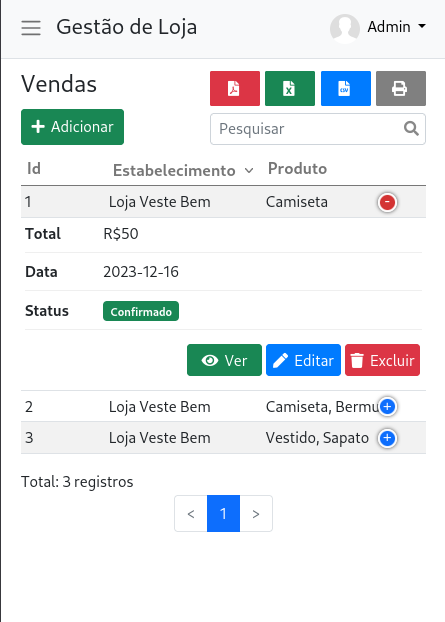 Gestão de Loja
Admin
Vendas
CSV
Adicionar
Pesquisar
Id Estabelecimento Produto
1 Loja Veste Bem Camiseta -
Total R$50
Data 2023-12-16
Status Confirmado
Ver Editar Excluir
2 Loja Veste Bem Camiseta, Bermu +
3 Loja Veste Bem Vestido, Sapato +
Total: 3 registros
< 1 >